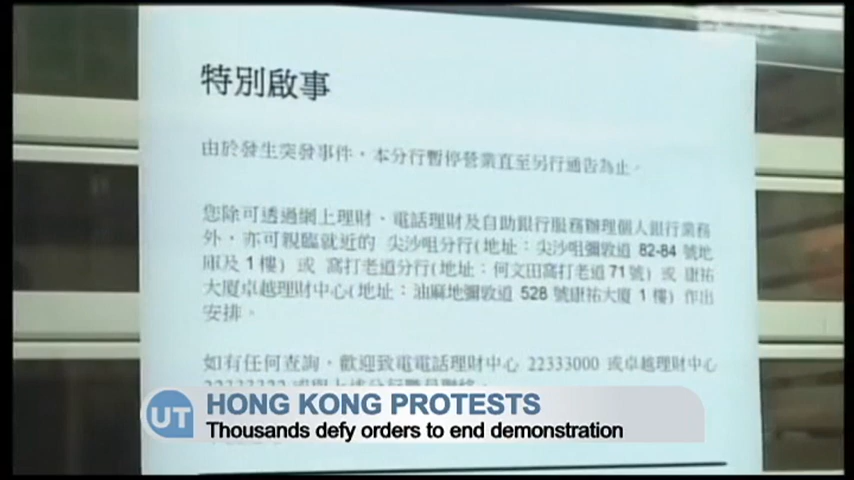 特別啟事
由於發生突發事件，本分行暫停營業直至另行通告為止。
您除可透過網上理財、電話理財及自助銀行服務辦理個人銀行業務
外，亦可親臨就近的 尖沙咀分行(地址：尖沙咀彌敦道 82-84 號地
庫及 1 樓) 或 窩打老道分行(地址：何文田窩打老道 71 號) 或 康祐
大廈卓越理財中心(地址：油麻地彌敦道 528 號康祐大廈 1 樓) 作出
安排。
如有任何查詢，歡迎致電電話理財中心 22333000 或卓越理財中心
UT
HONG KONG PROTESTS
Thousands defy orders to end demonstration